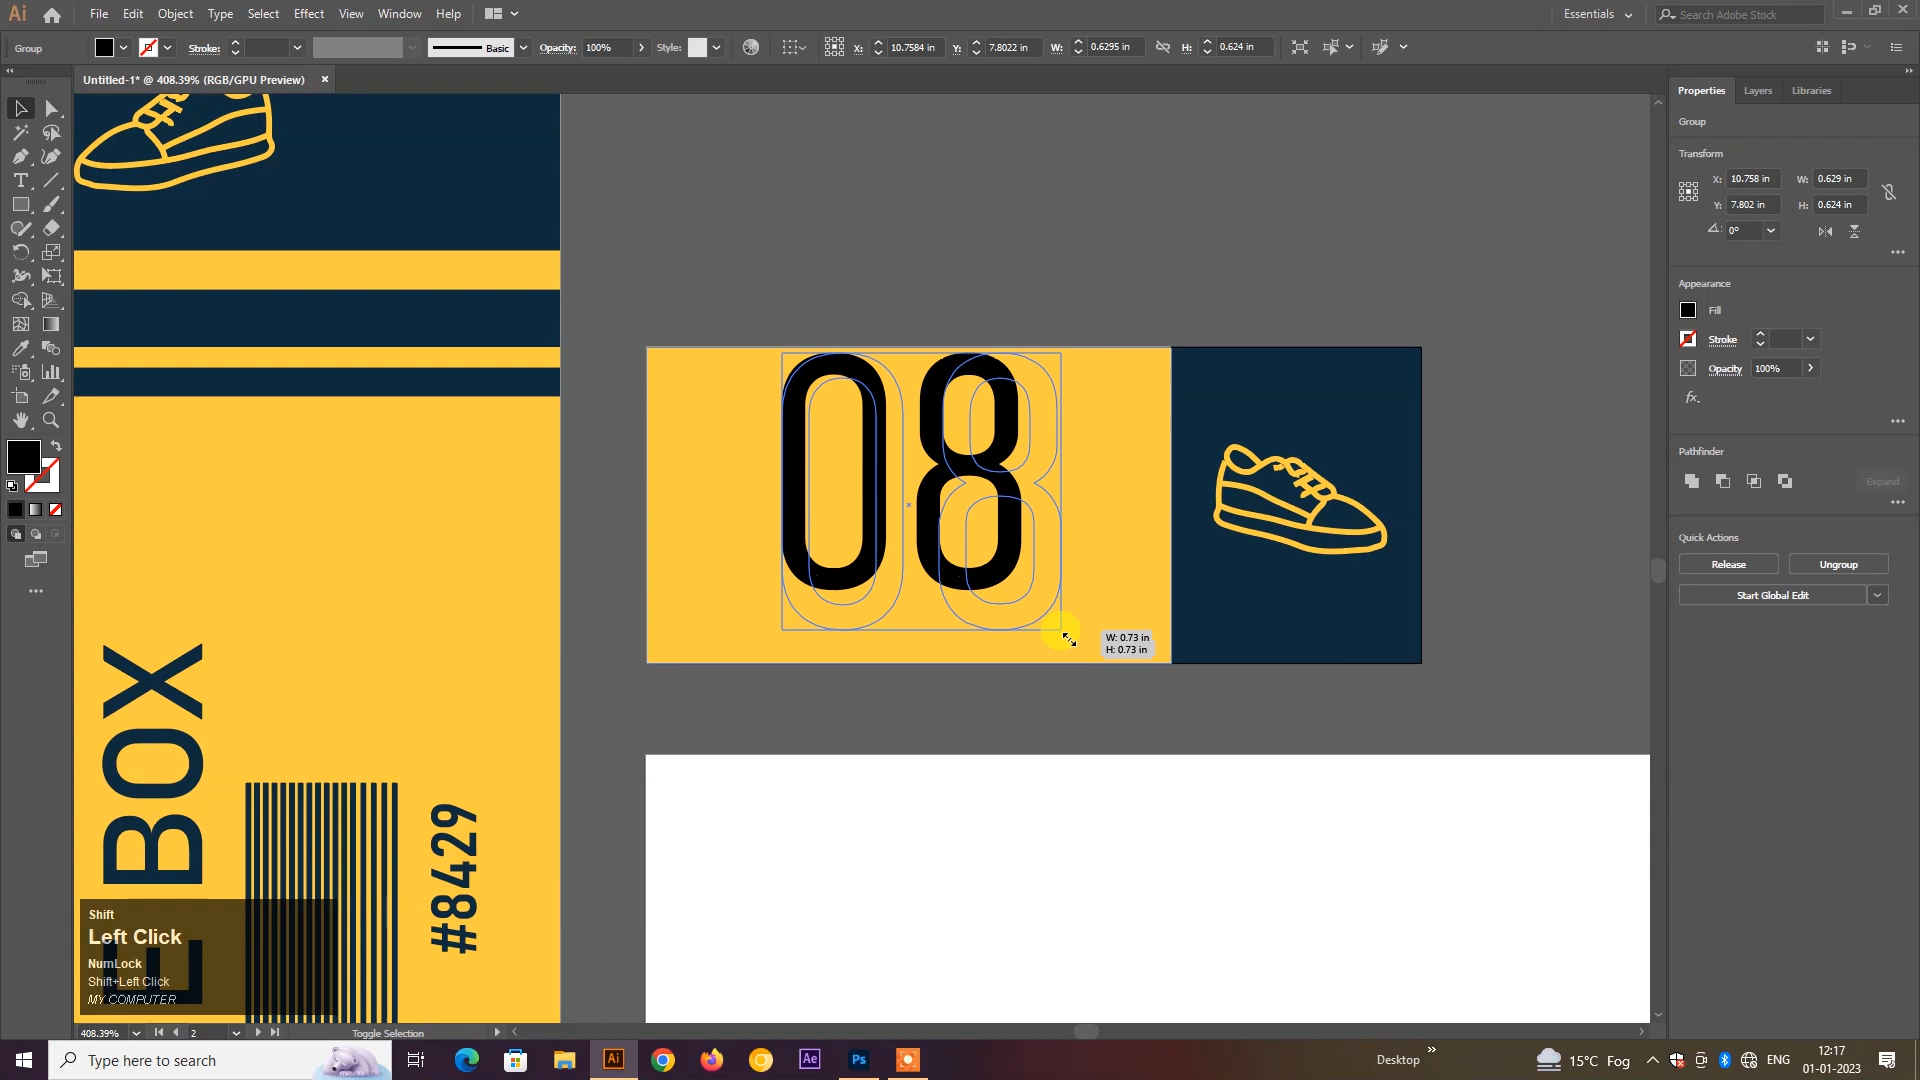 Ai File Edit Object Type Select Effect View Window Help Essentials Search Adobe Stock
Group Stroke: Basic Opacity: 100% Style: X: 10.7584 in Y: 7.8022 in W: 0.6295 in H: 0.624 in
Untitled-1* @ 408.39% (RGB/GPU Preview) ×
Properties Layers Libraries
Group
Transform
X: 10.758 in W: 0.629 in
Y: 7.802 in H: 0.624 in
0°
Appearance
Fill
Stroke
Opacity 100%
fx.
Pathfinder
Expand
Quick Actions
Release Ungroup
Start Global Edit
08
W: 0.73 in
H: 0.73 in
E BOX
#8429
Shift
Left Click
NumLock
Shift+Left Click
MY COMPUTER
408.39% 2 Toggle Selection
Type here to search
Ai Ae Ps
Desktop
15°C Fog
ENG
12:17
01-01-2023